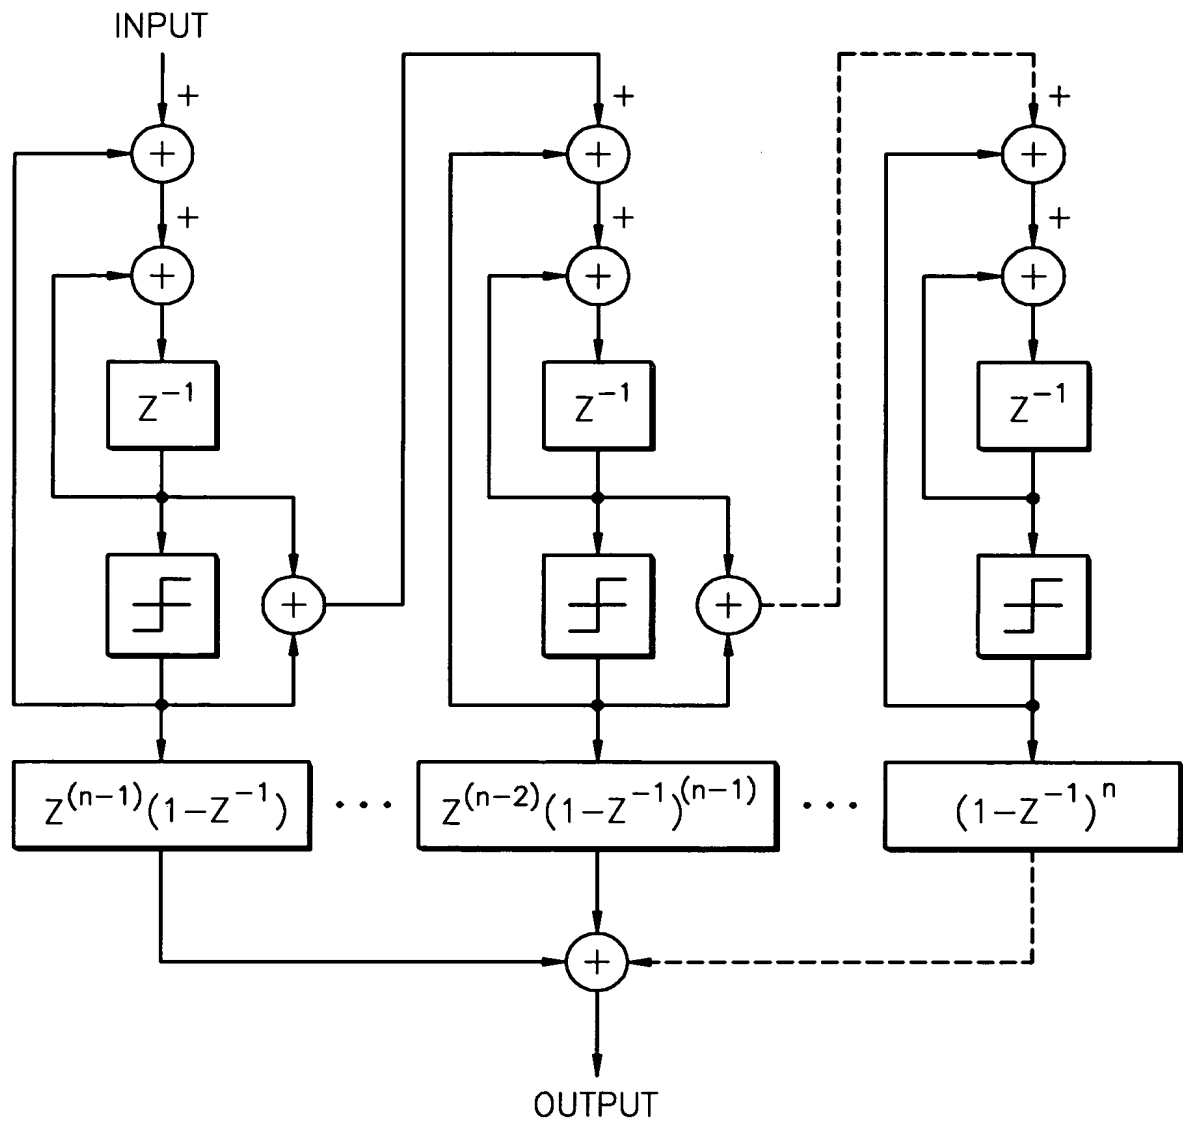 INPUT
+ + +
+ + +
+ + +
+ + +
Z⁻¹ Z⁻¹ Z⁻¹
+ +
Z⁽ⁿ⁻¹⁾(1−Z⁻¹) ··· Z⁽ⁿ⁻²⁾(1−Z⁻¹)⁽ⁿ⁻¹⁾ ··· (1−Z⁻¹)ⁿ
+
OUTPUT